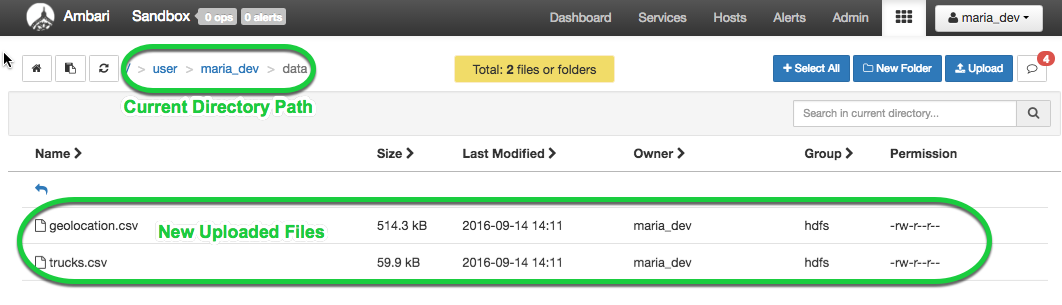 Ambari Sandbox 0 ops 0 alerts Dashboard Services Hosts Alerts Admin maria_dev
/ > user > maria_dev > data Total: 2 files or folders Select All New Folder Upload 4
Current Directory Path
Search in current directory...
Name Size Last Modified Owner Group Permission
geolocation.csv New Uploaded Files 514.3 kB 2016-09-14 14:11 maria_dev hdfs -rw-r--r--
trucks.csv 59.9 kB 2016-09-14 14:11 maria_dev hdfs -rw-r--r--